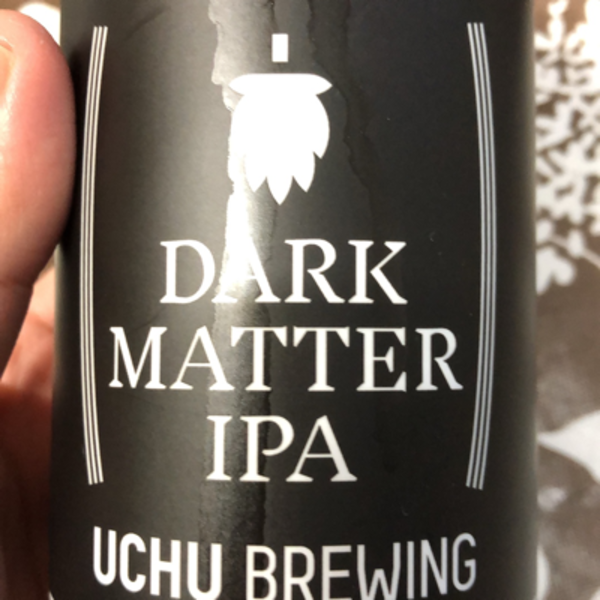 DARK
MATTER
IPA
UCHU BREWING